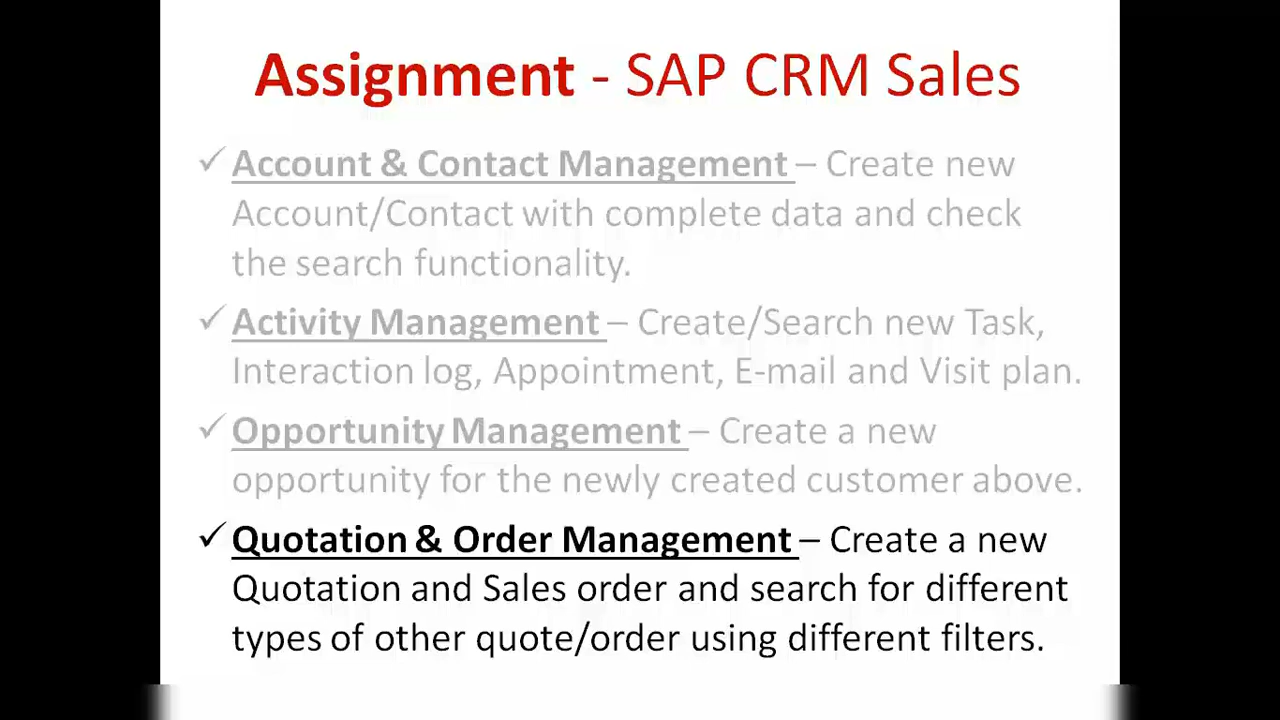 Assignment - SAP CRM Sales
✓ Account & Contact Management – Create new
Account/Contact with complete data and check
the search functionality.
✓ Activity Management – Create/Search new Task,
Interaction log, Appointment, E-mail and Visit plan.
✓ Opportunity Management – Create a new
opportunity for the newly created customer above.
✓ Quotation & Order Management – Create a new
Quotation and Sales order and search for different
types of other quote/order using different filters.